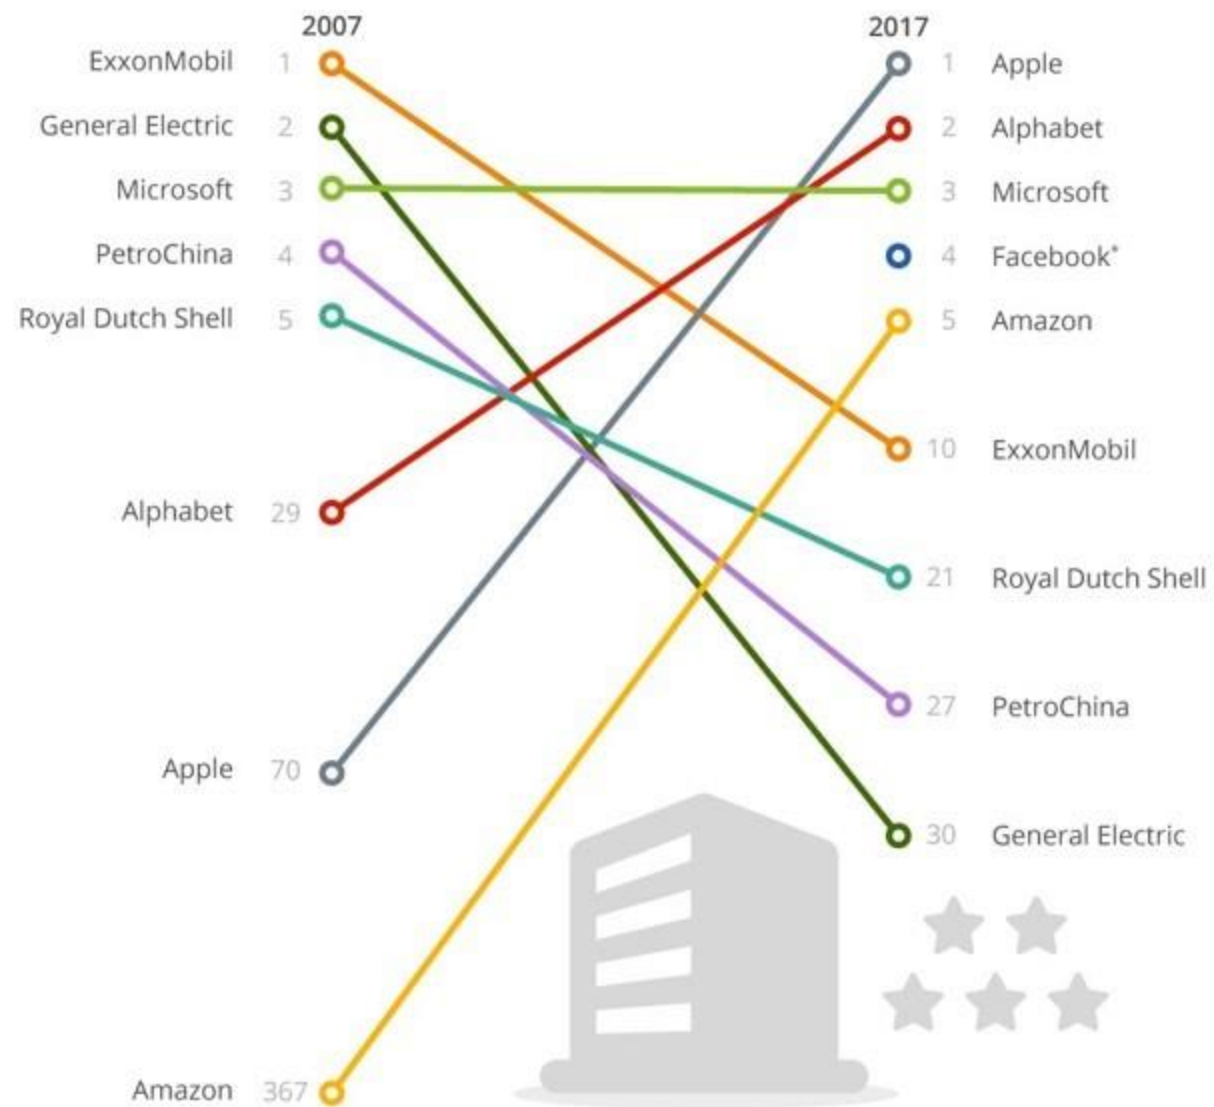 2007 2017
ExxonMobil 1 1 Apple
General Electric 2 2 Alphabet
Microsoft 3 3 Microsoft
PetroChina 4 4 Facebook*
Royal Dutch Shell 5 5 Amazon
10 ExxonMobil
Alphabet 29
21 Royal Dutch Shell
27 PetroChina
Apple 70
30 General Electric
Amazon 367